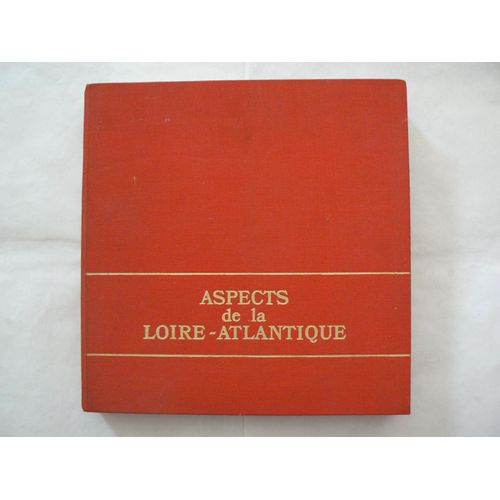 ASPECTS
de la
LOIRE-ATLANTIQUE